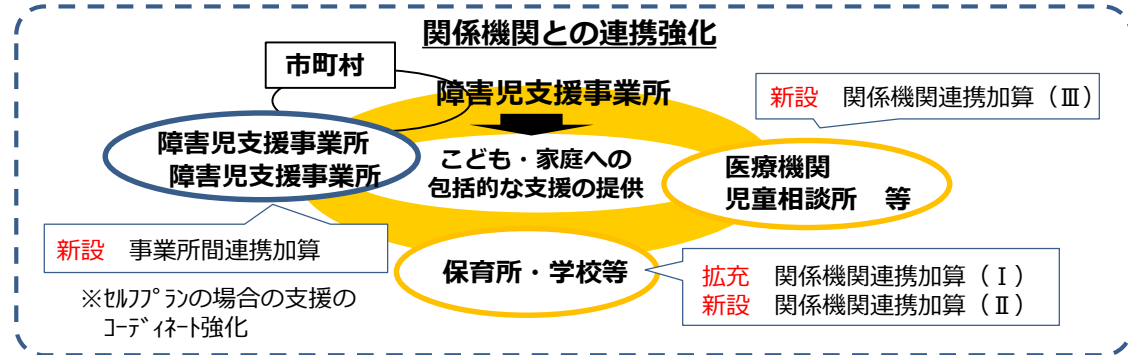 関係機関との連携強化
市町村
障害児支援事業所
新設 関係機関連携加算(Ⅲ)
障害児支援事業所
障害児支援事業所
こども・家庭への
包括的な支援の提供
医療機関
児童相談所 等
新設 事業所間連携加算
保育所・学校等
拡充 関係機関連携加算(Ⅰ)
新設 関係機関連携加算(Ⅱ)
※セルフプランの場合の支援の
コーディネート強化